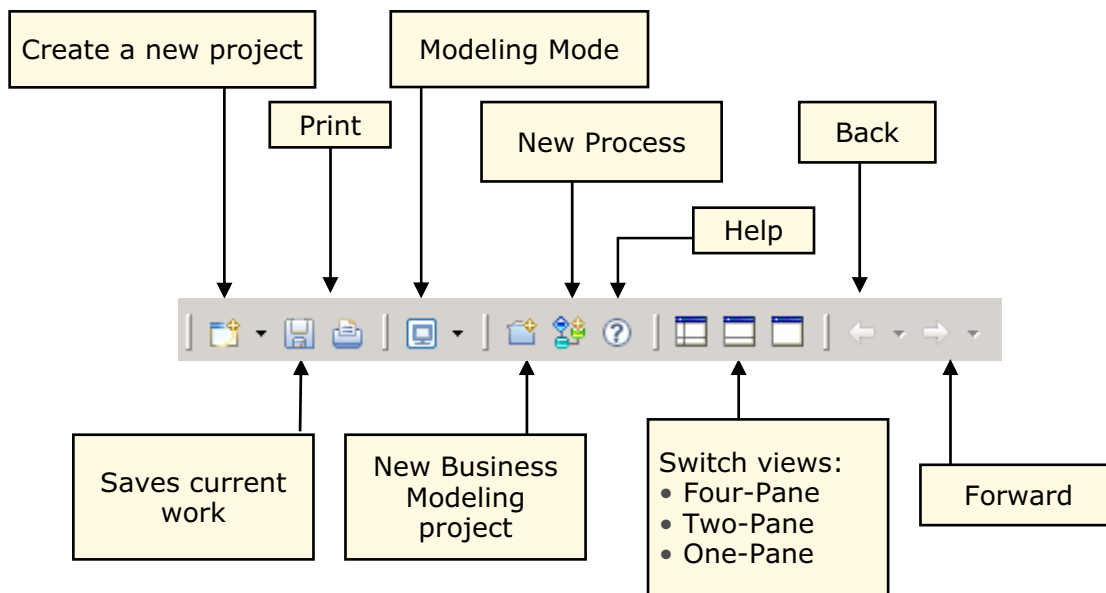 Create a new project
Modeling Mode
Print
New Process
Back
Help
Saves current
work
New Business
Modeling
project
Switch views:
• Four-Pane
• Two-Pane
• One-Pane
Forward